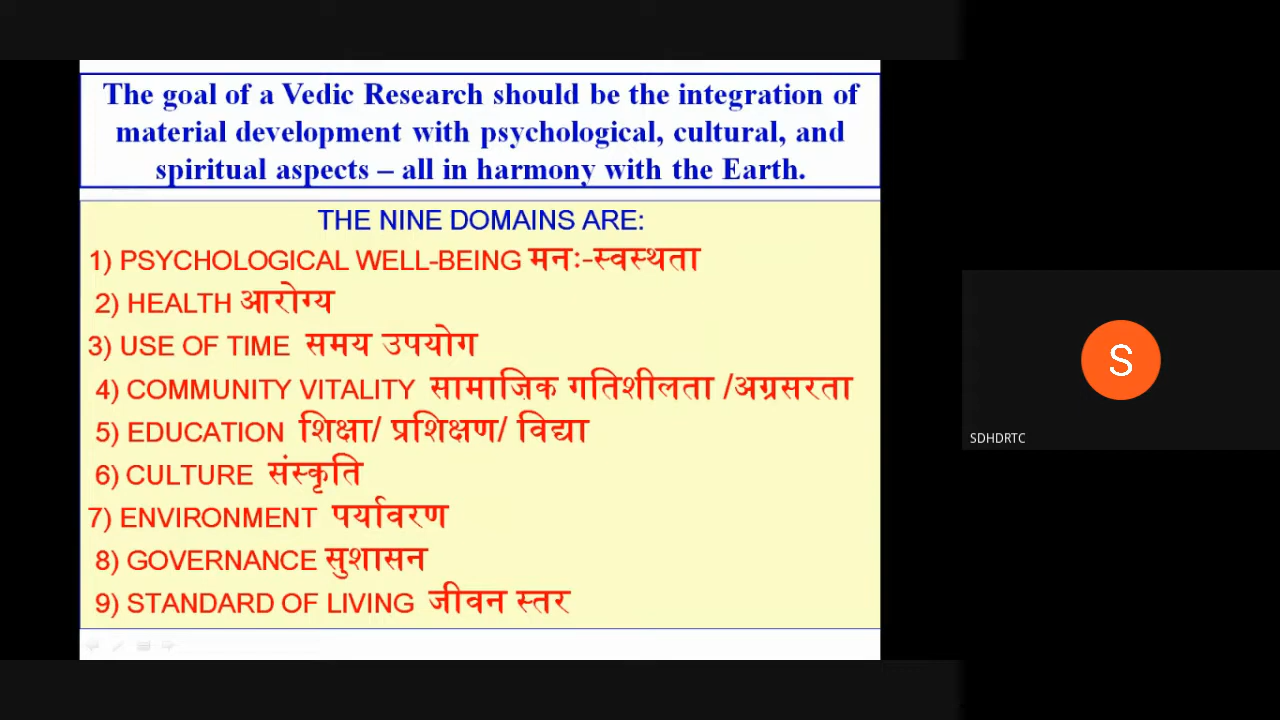 The goal of a Vedic Research should be the integration of
material development with psychological, cultural, and
spiritual aspects – all in harmony with the Earth.
THE NINE DOMAINS ARE:
1) PSYCHOLOGICAL WELL-BEING मनः-स्वस्थता
2) HEALTH आरोग्य
3) USE OF TIME समय उपयोग
4) COMMUNITY VITALITY सामाजिक गतिशीलता /अग्रसरता
5) EDUCATION शिक्षा/ प्रशिक्षण/ विद्या
6) CULTURE संस्कृति
7) ENVIRONMENT पर्यावरण
8) GOVERNANCE सुशासन
9) STANDARD OF LIVING जीवन स्तर
S
SDHDRTC